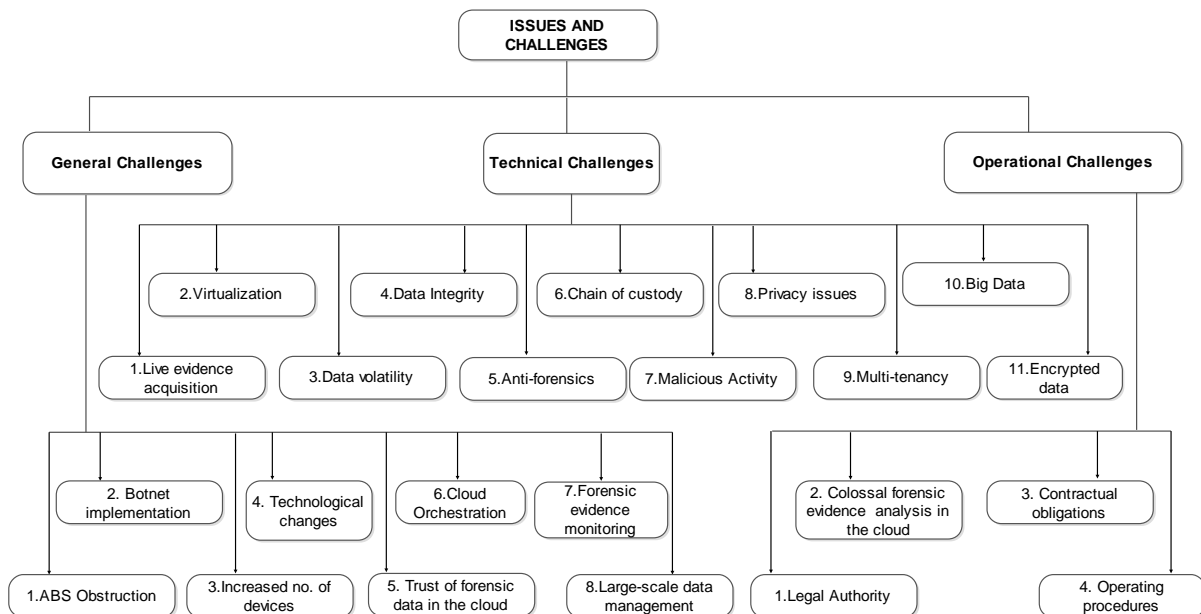 ISSUES AND
CHALLENGES
General Challenges
Technical Challenges
Operational Challenges
2.Virtualization
4.Data Integrity
6.Chain of custody
8.Privacy issues
10.Big Data
1.Live evidence
acquisition
3.Data volatility
5.Anti-forensics
7.Malicious Activity
9.Multi-tenancy
11.Encrypted
data
2. Botnet
implementation
4. Technological
changes
6.Cloud
Orchestration
7.Forensic
evidence
monitoring
2. Colossal forensic
evidence analysis in
the cloud
3. Contractual
obligations
1.ABS Obstruction
3.Increased no. of
devices
5. Trust of forensic
data in the cloud
8.Large-scale data
management
1.Legal Authority
4. Operating
procedures